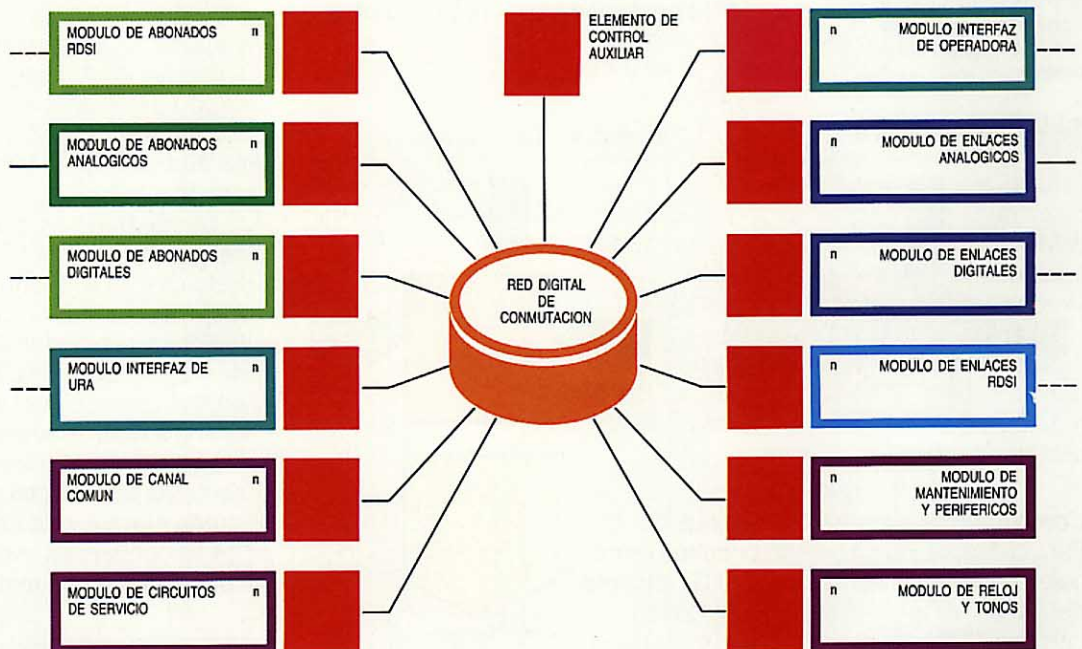 MODULO DE ABONADOS n
RDSI
MODULO DE ABONADOS n
ANALOGICOS
MODULO DE ABONADOS n
DIGITALES
MODULO INTERFAZ DE n
URA
MODULO DE CANAL n
COMUN
MODULO DE CIRCUITOS n
DE SERVICIO
ELEMENTO DE
CONTROL
AUXILIAR
RED DIGITAL
DE
CONMUTACION
n MODULO INTERFAZ
DE OPERADORA
n MODULO DE ENLACES
ANALOGICOS
n MODULO DE ENLACES
DIGITALES
n MODULO DE ENLACES
RDSI
n MODULO DE
MANTENIMIENTO
Y PERIFERICOS
n MODULO DE RELOJ
Y TONOS